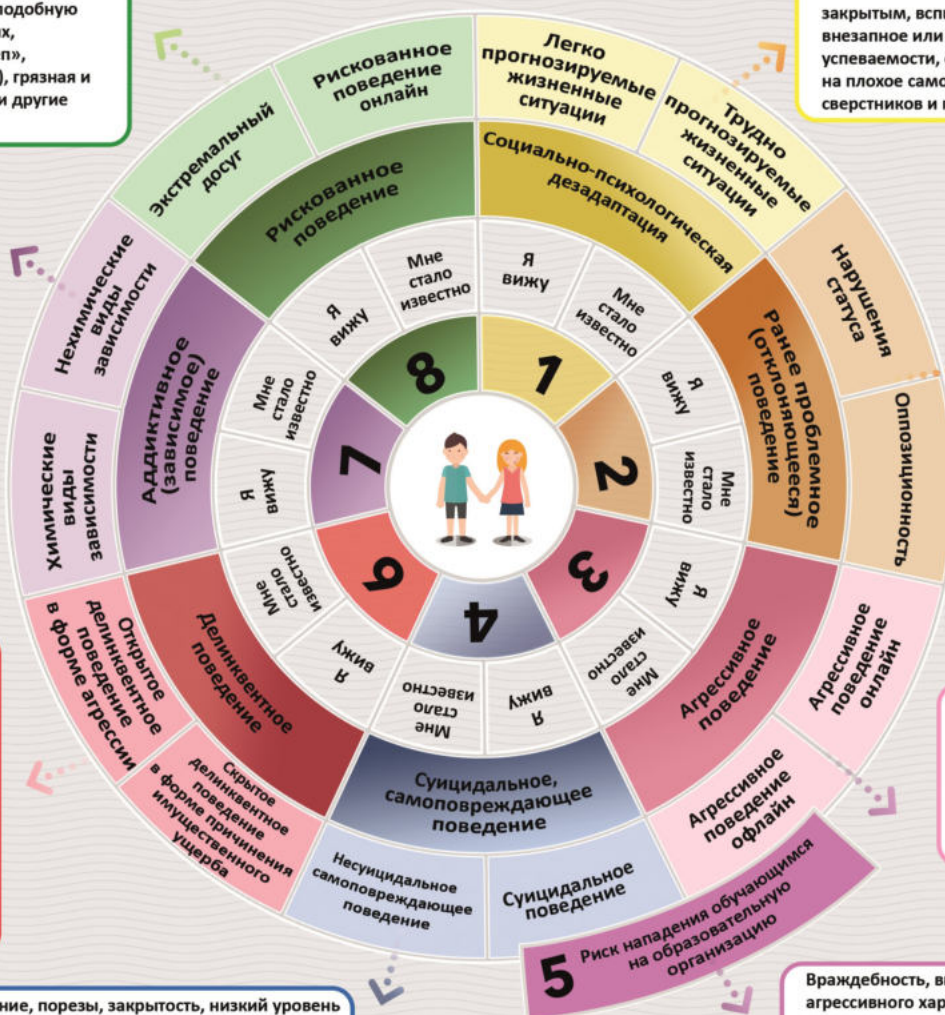 подобную
), грязная и
и другие
закрытым,
внезапное или
успеваемости,
на плохое
сверстников и
Легко
прогнозируемые
жизненные
ситуации
Трудно
прогнозируемые
жизненные
ситуации
Социально-психологическая
дезадаптация
Я
вижу
Мне
стало
известно
1
Нарушения
статуса
Оппозиционность
Ранее проблемное
(отклоняющееся)
поведение
Я
вижу
Мне
стало
известно
2
Агрессивное
поведение
онлайн
Агрессивное
поведение
офлайн
Агрессивное
поведение
Я
вижу
Мне
стало
известно
3
Суицидальное,
самоповреждающее
поведение
Суицидальное
поведение
Несуицидальное
самоповреждающее
поведение
Я
вижу
Мне
стало
известно
4
5 Риск нападения обучающимся
на образовательную
организацию
Делинквентное
поведение
Скрытое
делинквентное
поведение
в форме причинения
имущественного
ущерба
Открытое
делинквентное
поведение
в форме агрессии
Я
вижу
Мне
стало
известно
6
Аддиктивное
(зависимое)
поведение
Химические
виды
зависимости
Нехимические
виды
зависимости
Я
вижу
Мне
стало
известно
7
Рискованное
поведение
Экстремальный
досуг
Рискованное
поведение
онлайн
Я
вижу
Мне
стало
известно
8
порезы, закрытость, низкий уровень
Враждебность,
агрессивного